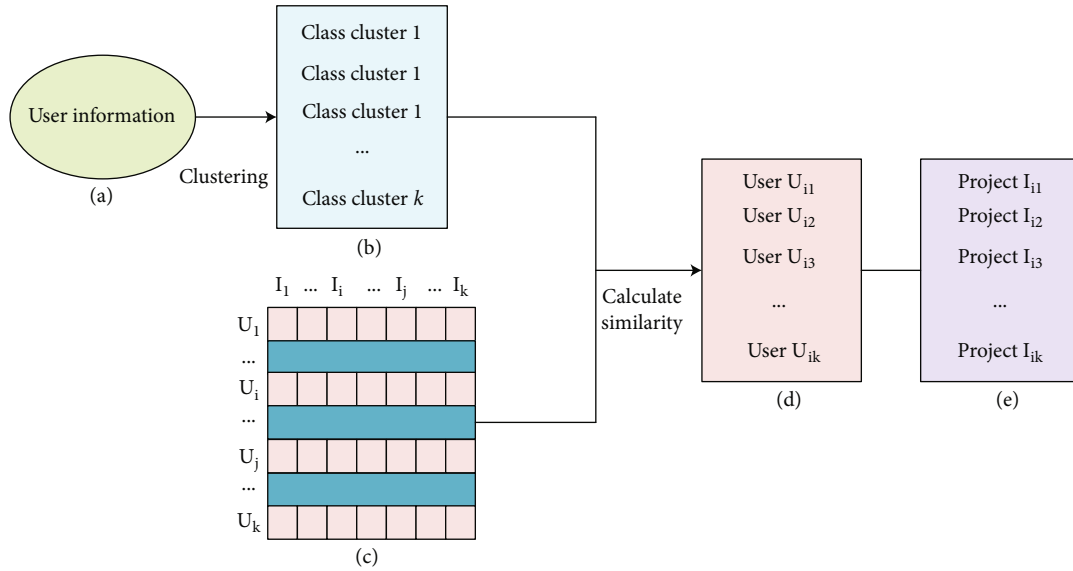 User information
(a)
Clustering
Class cluster 1
Class cluster 1
Class cluster 1
...
Class cluster k
(b)
I1 ... Ii ... Ij ... Ik
U1
...
Ui
...
Uj
...
Uk
(c)
Calculate
similarity
User Ui1
User Ui2
User Ui3
...
User Uik
(d)
Project Ii1
Project Ii2
Project Ii3
...
Project Iik
(e)